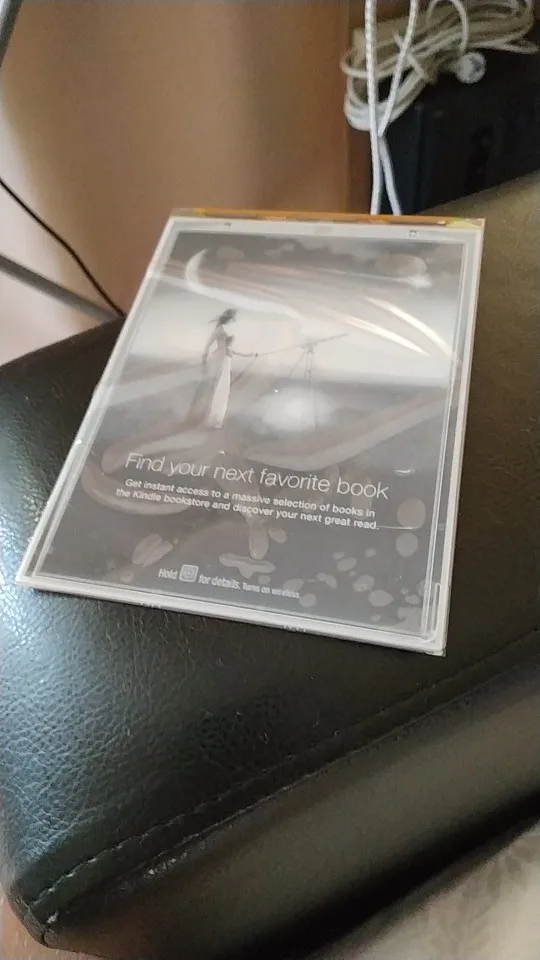 Find your next favorite book
Get instant access to a massive selection of books in
the Kindle bookstore and discover your next great read.
Hold for details. Turns on wireless.